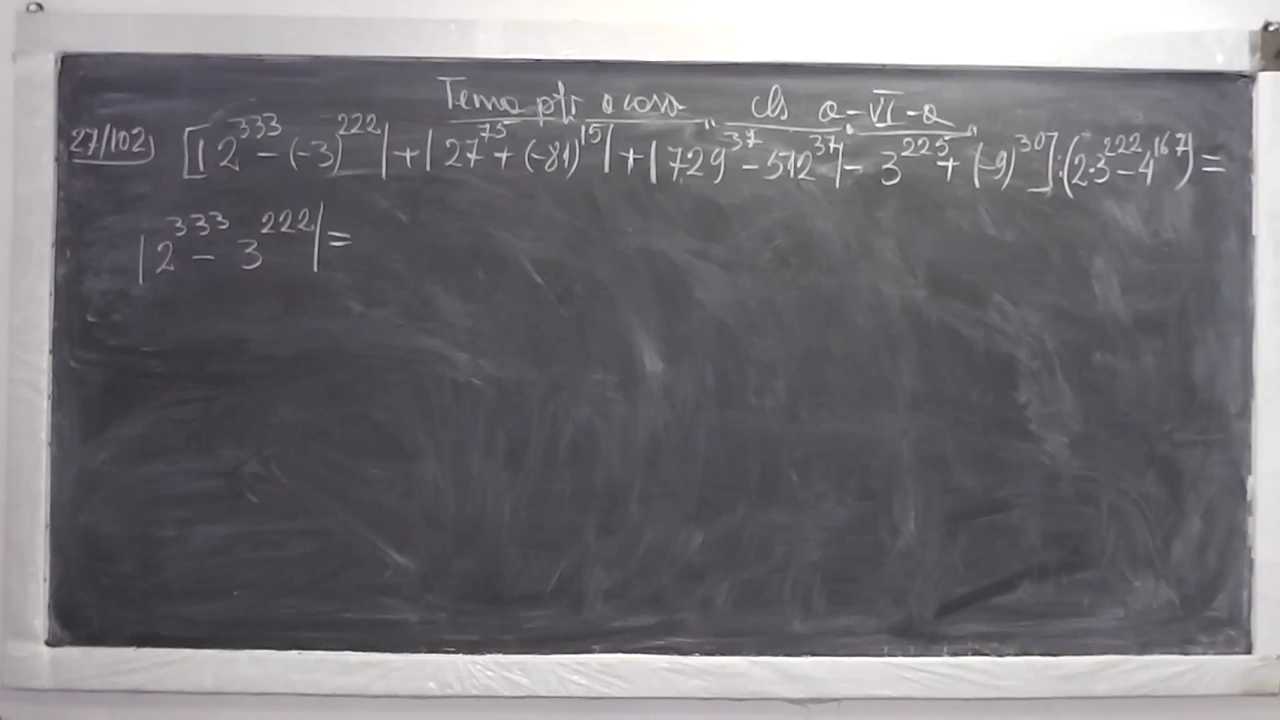 Tema ptr acasa „ cls a-VI-a „
27/102) [|2^333 - (-3)^222| + |27^75 + (-81)^15| + |729^37 - 512^37| - 3^225 + (-9)^30] : (2·3^222 - 4^167) =
|2^333 - 3^222| =